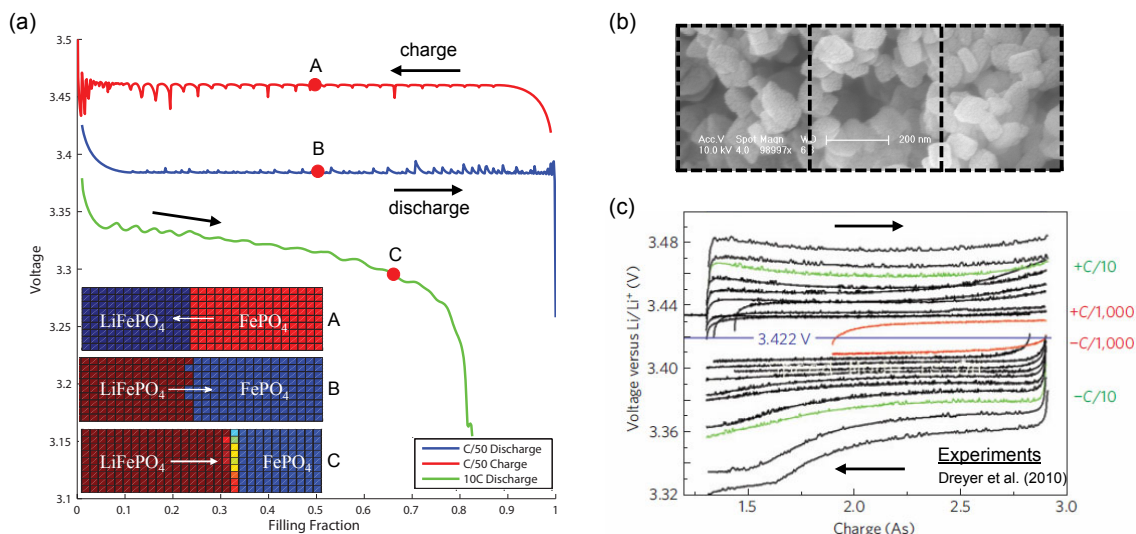 (a)
3.5
3.45
3.4
3.35
3.3
3.25
3.2
3.15
3.1
Voltage
0
0.1
0.2
0.3
0.4
0.5
0.6
0.7
0.8
0.9
1
Filling Fraction
A
charge
B
discharge
C
LiFePO4
FePO4
A
LiFePO4
FePO4
B
LiFePO4
FePO4
C
C/50 Discharge
C/50 Charge
10C Discharge
(b)
Acc.V Spot Magn
10.0 kV 4.0 98997x
200 nm
(c)
3.48
3.44
3.40
3.36
3.32
Voltage versus Li/Li+ (V)
+C/10
+C/1,000
3.422 V
−C/1,000
−C/10
Experiments
Dreyer et al. (2010)
1.5
2.0
2.5
3.0
Charge (As)